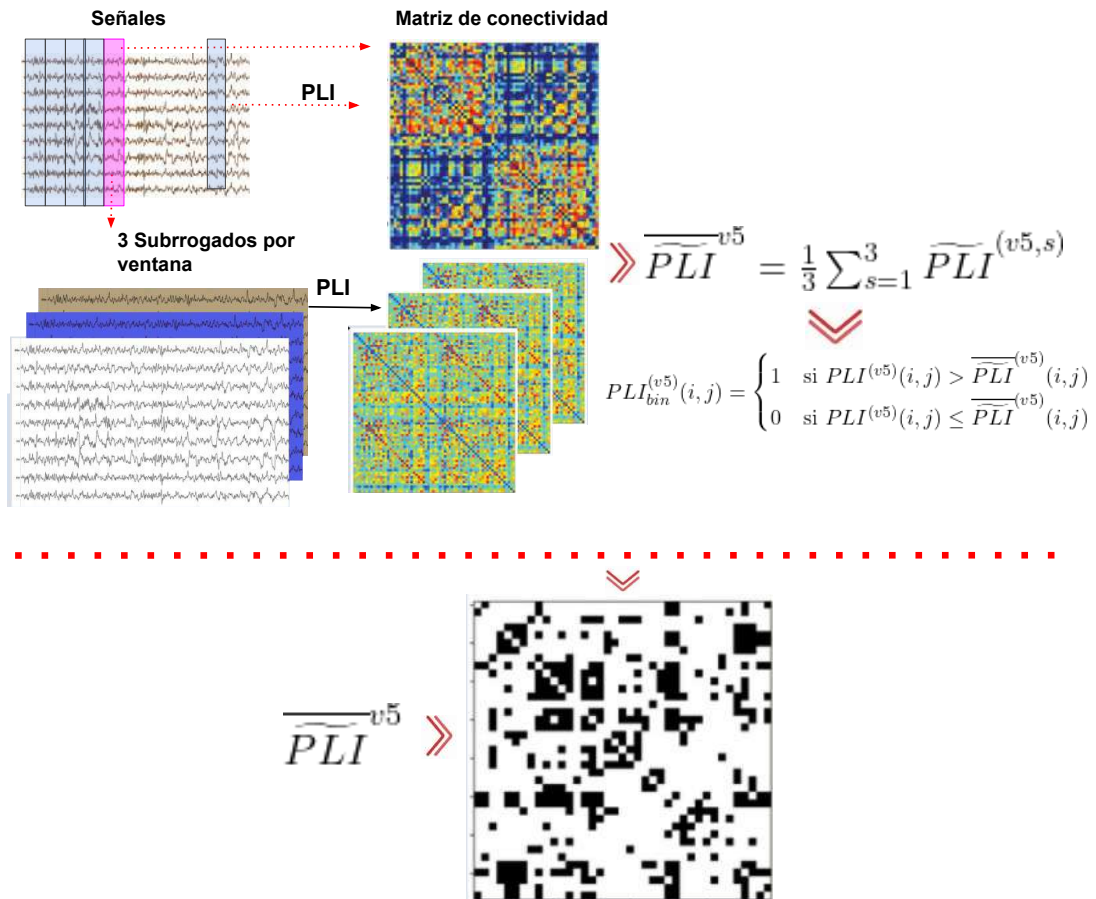 Señales
Matriz de conectividad
PLI
3 Subrrogados por
ventana
PLI
$\overline{\widetilde{PLI}}^{v5} = \frac{1}{3} \sum_{s=1}^{3} \widetilde{PLI}^{(v5,s)}$
$PLI_{bin}^{(v5)}(i,j) = \begin{cases} 1 & \text{si } PLI^{(v5)}(i,j) > \overline{\widetilde{PLI}}^{(v5)}(i,j) \\ 0 & \text{si } PLI^{(v5)}(i,j) \leq \overline{\widetilde{PLI}}^{(v5)}(i,j) \end{cases}$
$\overline{\widetilde{PLI}}^{v5}$